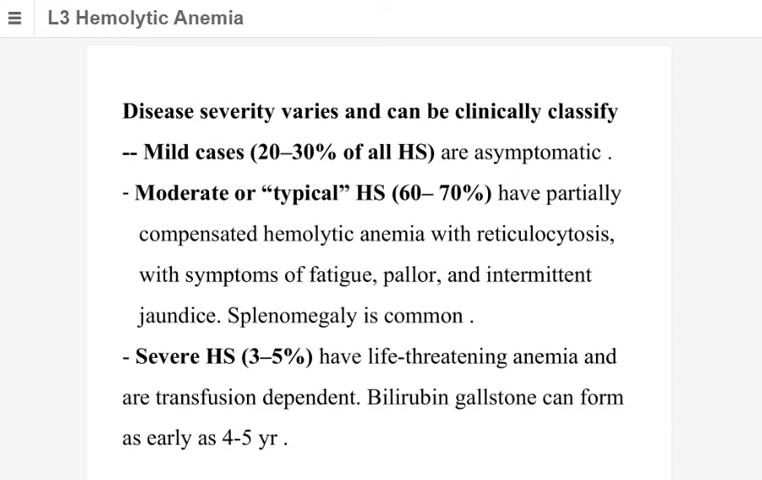 L3 Hemolytic Anemia
Disease severity varies and can be clinically classify
-- Mild cases (20–30% of all HS) are asymptomatic .
- Moderate or “typical” HS (60– 70%) have partially
compensated hemolytic anemia with reticulocytosis,
with symptoms of fatigue, pallor, and intermittent
jaundice. Splenomegaly is common .
- Severe HS (3–5%) have life-threatening anemia and
are transfusion dependent. Bilirubin gallstone can form
as early as 4-5 yr .